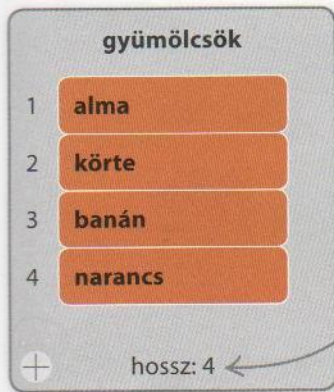 gyümölcsök
1 alma
2 körte
3 banán
4 narancs
hossz: 4